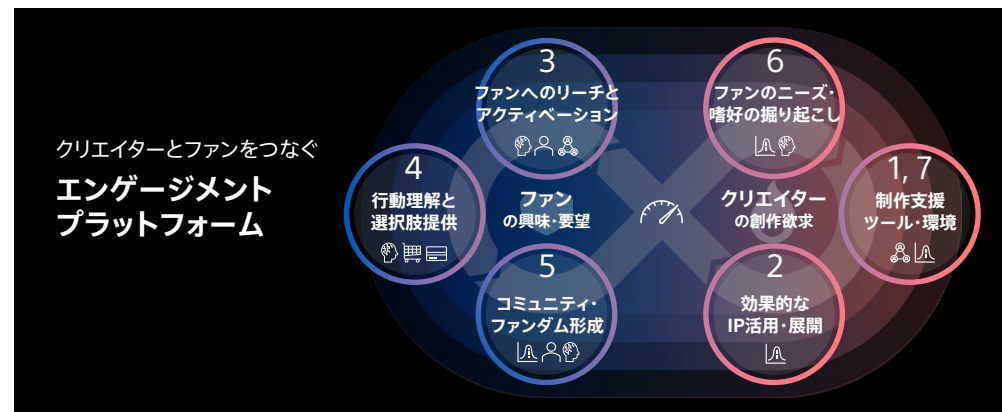 クリエイターとファンをつなぐ
エンゲージメント
プラットフォーム
3
ファンへのリーチと
アクティベーション
6
ファンのニーズ・
嗜好の掘り起こし
4
行動理解と
選択肢提供
ファン
の興味・要望
クリエイター
の創作欲求
1, 7
制作支援
ツール・環境
5
コミュニティ・
ファンダム形成
2
効果的な
IP活用・展開